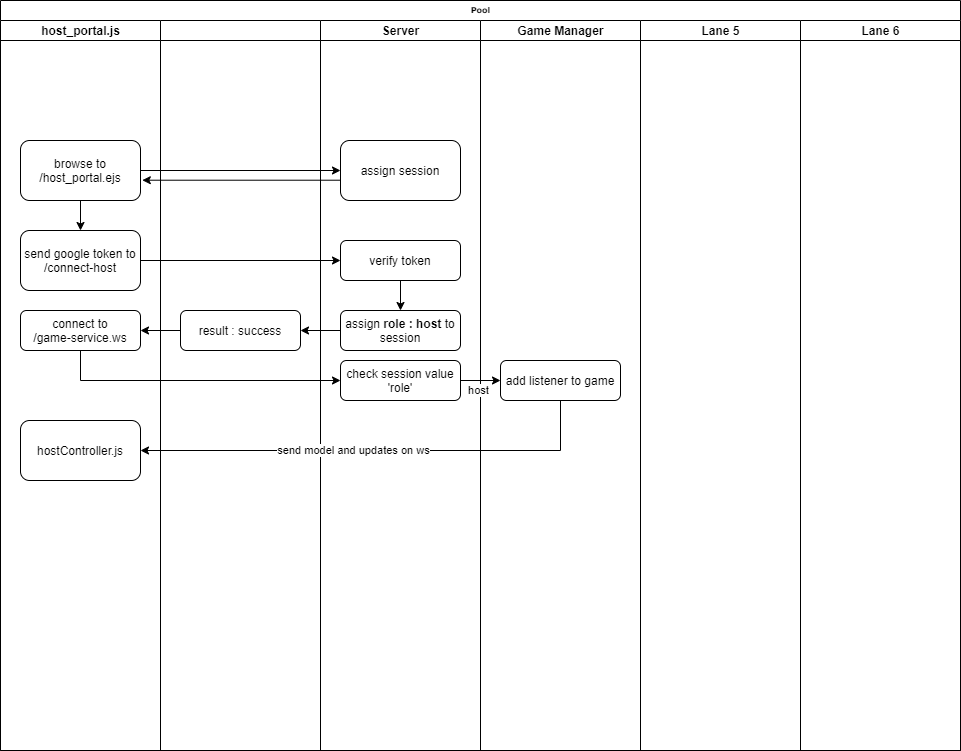 Pool
host_portal.js
Server
Game Manager
Lane 5
Lane 6
browse to
/host_portal.ejs
assign session
send google token to
/connect-host
verify token
connect to
/game-service.ws
result : success
assign role : host to
session
check session value
'role'
host
add listener to game
hostController.js
send model and updates on ws